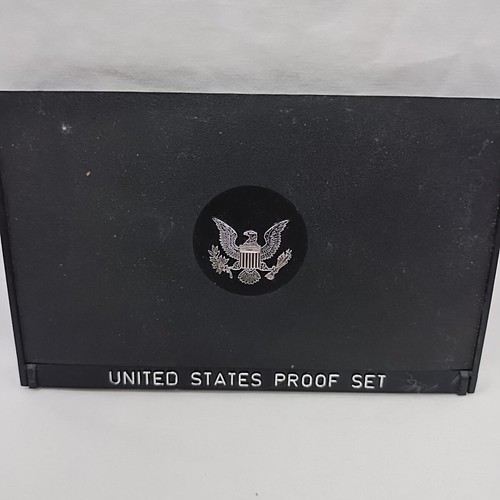 UNITED STATES PROOF SET